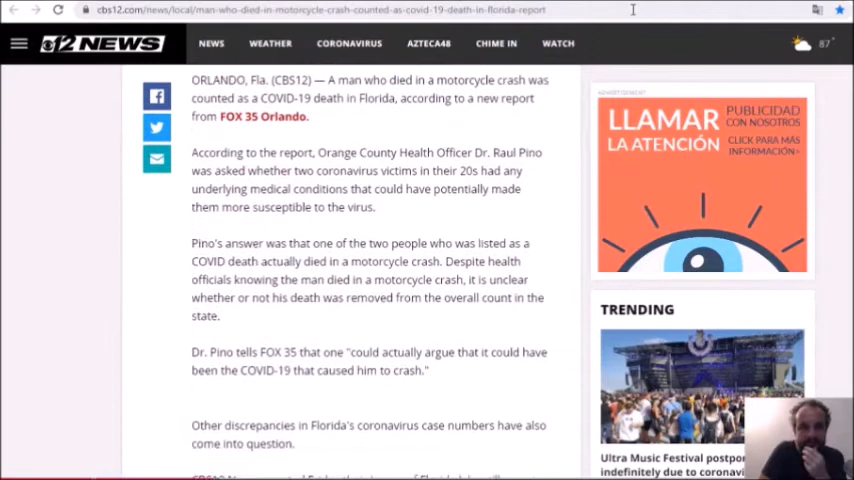 cbs12.com/news/local/man-who-died-in-motorcycle-crash-counted-as-covid-19-death-in-florida-report
12 NEWS
NEWS WEATHER CORONAVIRUS AZTECA48 CHIME IN WATCH
87°
ORLANDO, Fla. (CBS12) — A man who died in a motorcycle crash was
counted as a COVID-19 death in Florida, according to a new report
from FOX 35 Orlando.
According to the report, Orange County Health Officer Dr. Raul Pino
was asked whether two coronavirus victims in their 20s had any
underlying medical conditions that could have potentially made
them more susceptible to the virus.
Pino's answer was that one of the two people who was listed as a
COVID death actually died in a motorcycle crash. Despite health
officials knowing the man died in a motorcycle crash, it is unclear
whether or not his death was removed from the overall count in the
state.
Dr. Pino tells FOX 35 that one "could actually argue that it could have
been the COVID-19 that caused him to crash."
Other discrepancies in Florida's coronavirus case numbers have also
come into question.
ADVERTISEMENT
LLAMAR
LA ATENCIÓN
PUBLICIDAD
CON NOSOTROS
CLICK PARA MÁS
INFORMACIÓN>
TRENDING
Ultra Music Festival postpon
indefinitely due to coronavi